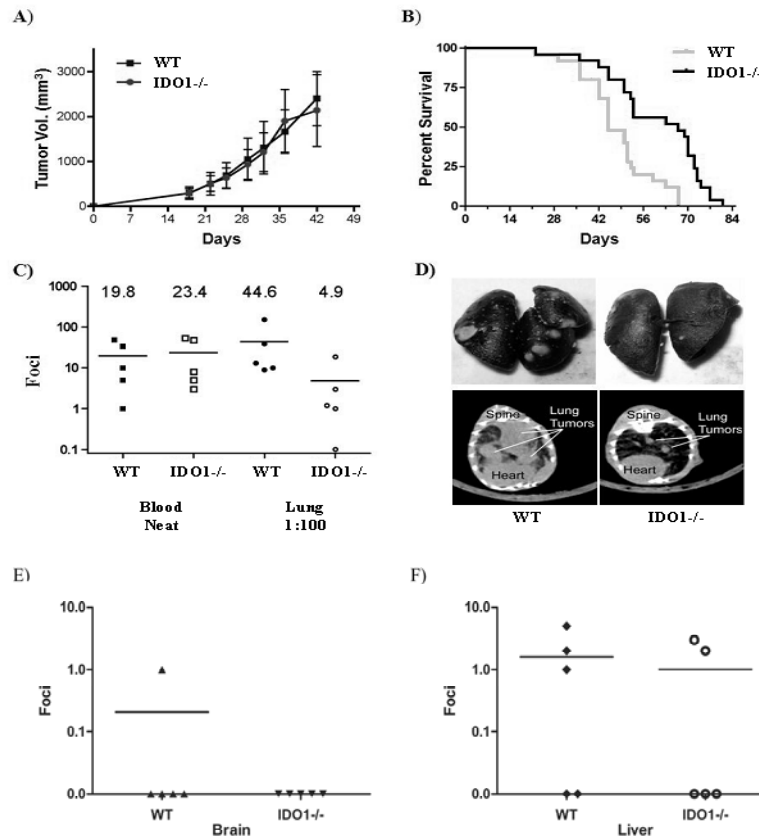 A)
Tumor Vol. (mm³)
3000
2000
1000
0
WT
IDO1-/-
0 7 14 21 28 35 42 49
Days
B)
Percent Survival
100
75
50
25
0
WT
IDO1-/-
0 14 28 42 56 70 84
Days
C)
Foci
1000
100
10
1
0.1
19.8 23.4 44.6 4.9
WT IDO1-/- WT IDO1-/-
Blood Lung
Neat 1:100
D)
Spine
Lung
Tumors
Heart
Spine
Lung
Tumors
Heart
WT IDO1-/-
E)
Foci
10.0
1.0
0.1
0.0
WT IDO1-/-
Brain
F)
Foci
10.0
1.0
0.1
0.0
WT IDO1-/-
Liver